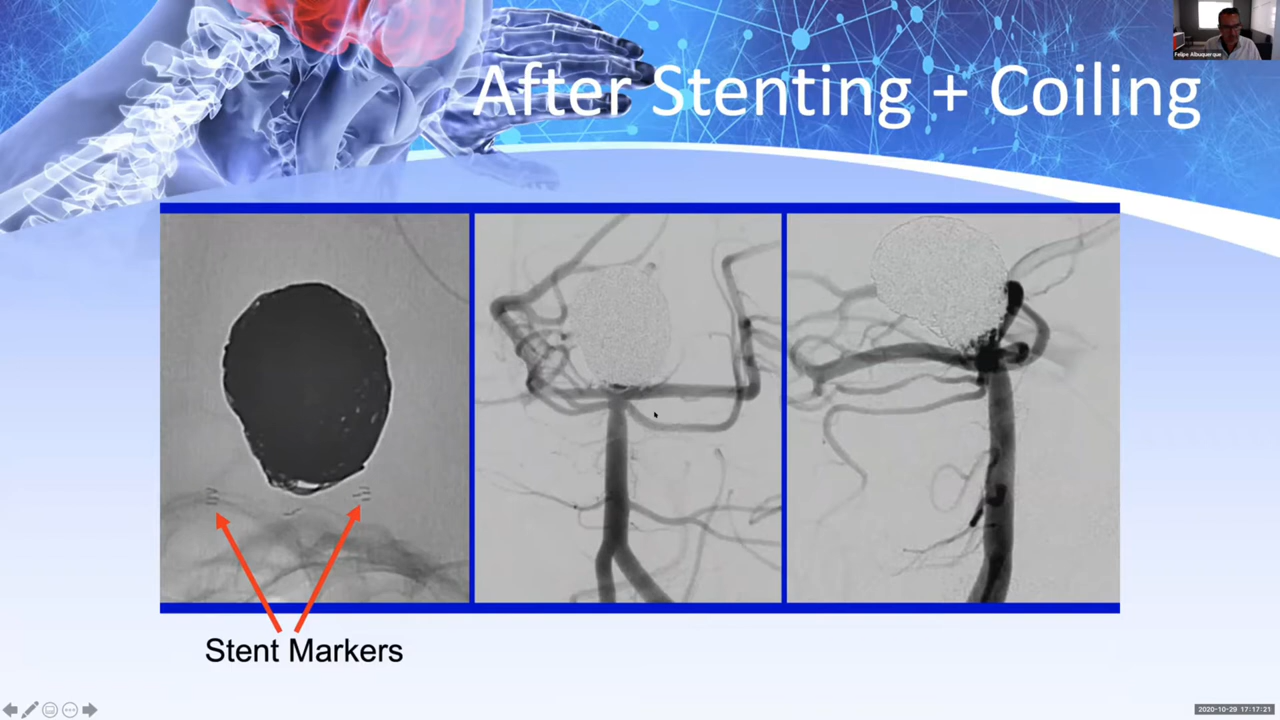 Felipe Albuquerque
After Stenting + Coiling
Stent Markers
2020-10-29 17:17:21